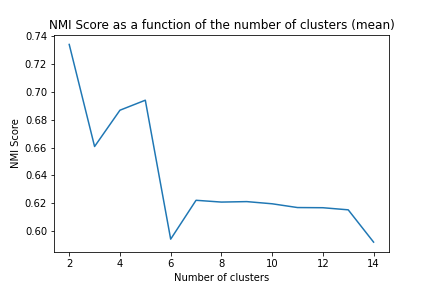 NMI Score as a function of the number of clusters (mean)
0.74
0.72
0.70
0.68
0.66
0.64
0.62
0.60
NMI Score
2 4 6 8 10 12 14
Number of clusters